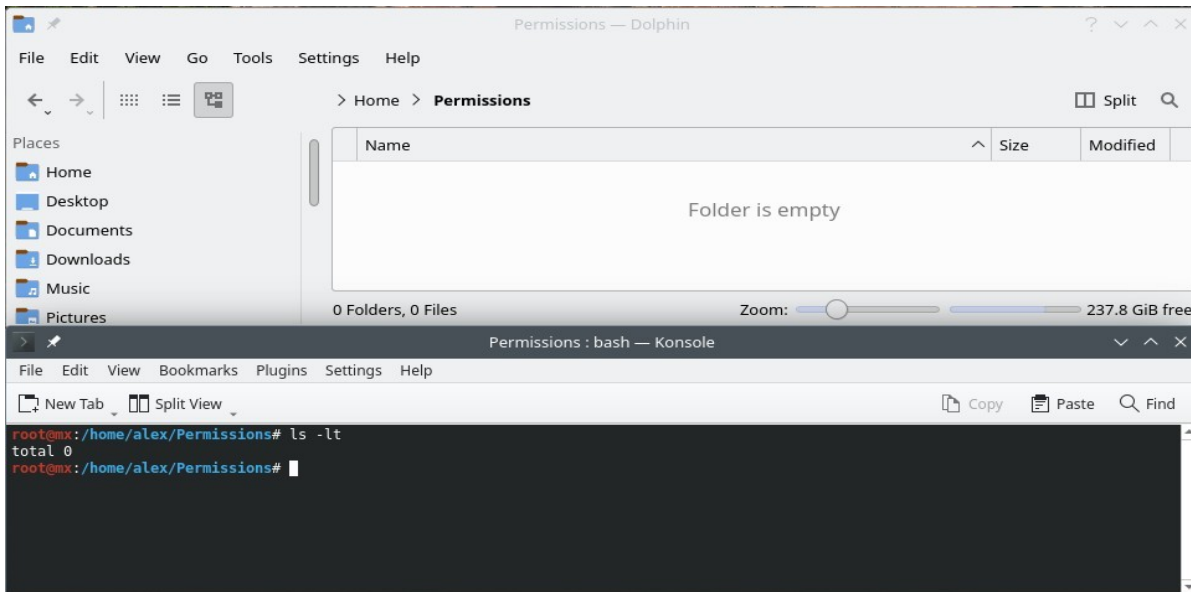 Permissions — Dolphin
File Edit View Go Tools Settings Help
> Home > Permissions Split
Places
Name Size Modified
Home
Desktop
Folder is empty
Documents
Downloads
Music
Pictures
0 Folders, 0 Files Zoom: 237.8 GiB free
Permissions : bash — Konsole
File Edit View Bookmarks Plugins Settings Help
New Tab Split View Copy Paste Find
root@mx:/home/alex/Permissions# ls -lt
total 0
root@mx:/home/alex/Permissions#